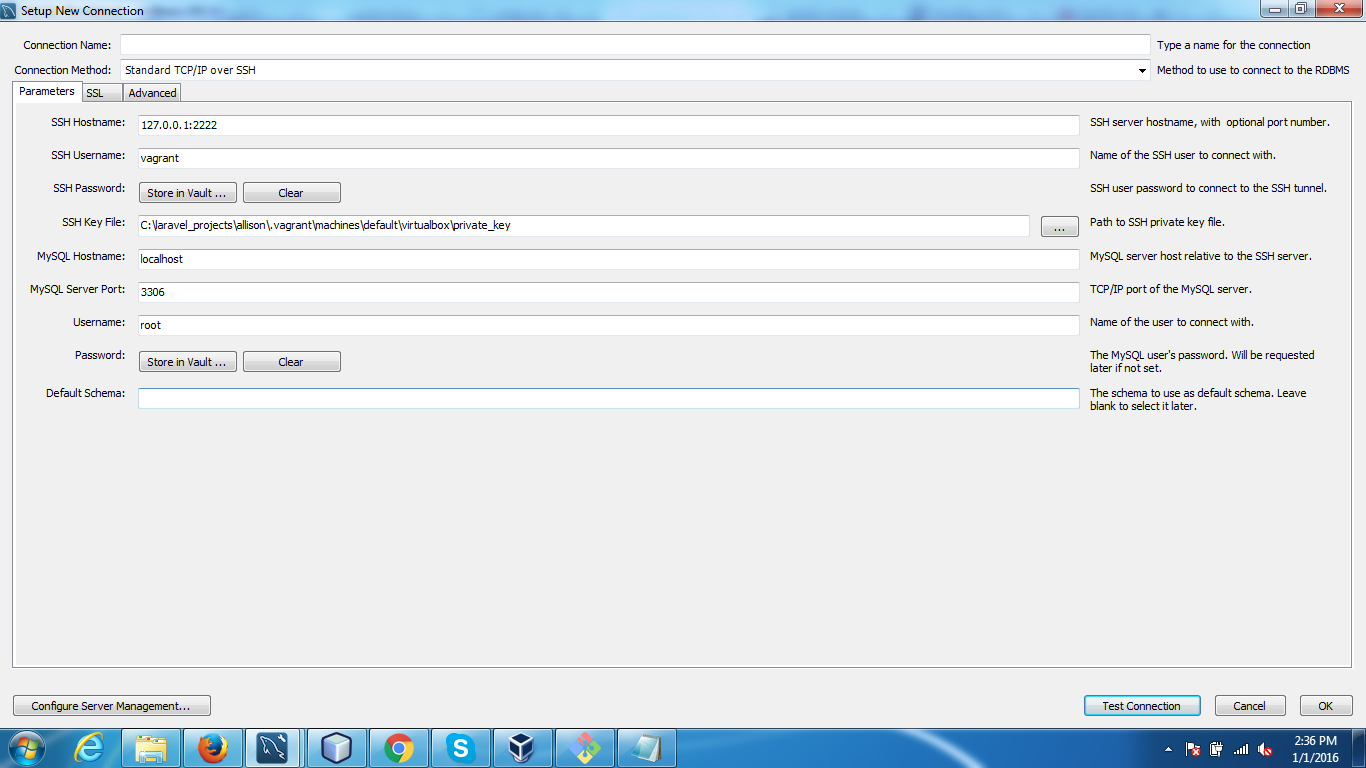 Setup New Connection
Connection Name:
Type a name for the connection
Connection Method: Standard TCP/IP over SSH
Method to use to connect to the RDBMS
Parameters SSL Advanced
SSH Hostname: 127.0.0.1:2222 SSH server hostname, with optional port number.
SSH Username: vagrant Name of the SSH user to connect with.
SSH Password: Store in Vault ... Clear SSH user password to connect to the SSH tunnel.
SSH Key File: C:\laravel_projects\allison\.vagrant\machines\default\virtualbox\private_key ... Path to SSH private key file.
MySQL Hostname: localhost MySQL server host relative to the SSH server.
MySQL Server Port: 3306 TCP/IP port of the MySQL server.
Username: root Name of the user to connect with.
Password: Store in Vault ... Clear The MySQL user's password. Will be requested
later if not set.
Default Schema: The schema to use as default schema. Leave
blank to select it later.
Configure Server Management... Test Connection Cancel OK
2:36 PM
1/1/2016